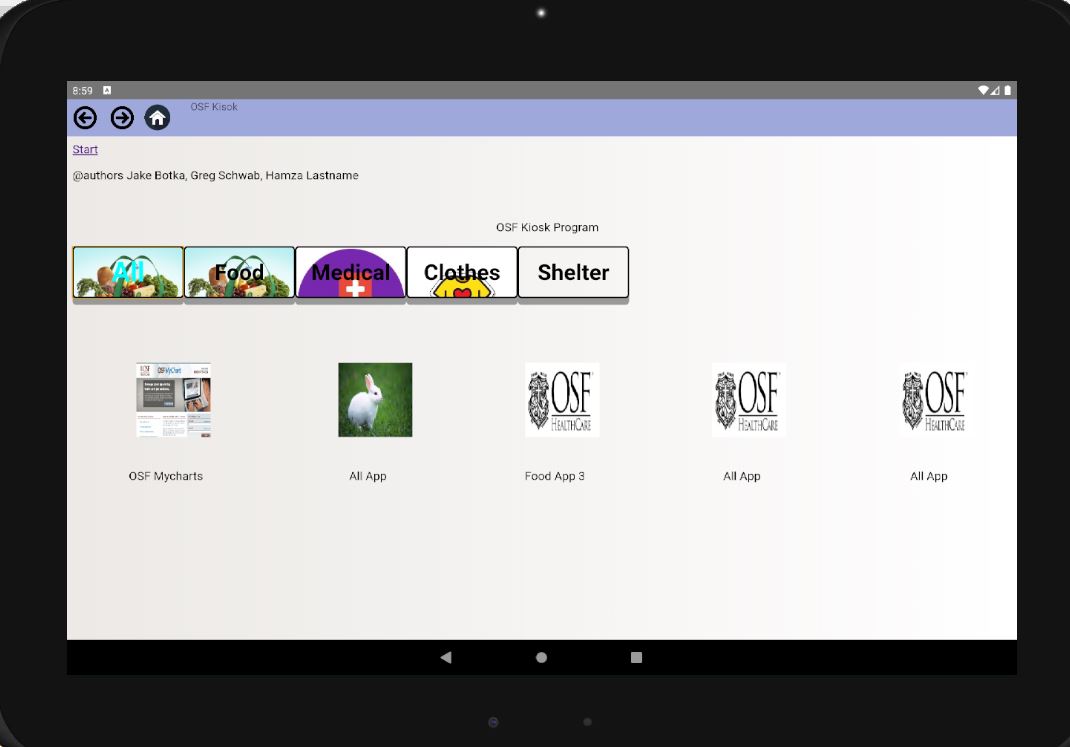 8:59
OSF Kisok
Start
@authors Jake Botka, Greg Schwab, Hamza Lastname
OSF Kiosk Program
All Food Medical Clothes Shelter
OSF MyChart
OSF HEALTHCARE OSF HEALTHCARE OSF HEALTHCARE
OSF Mycharts All App Food App 3 All App All App